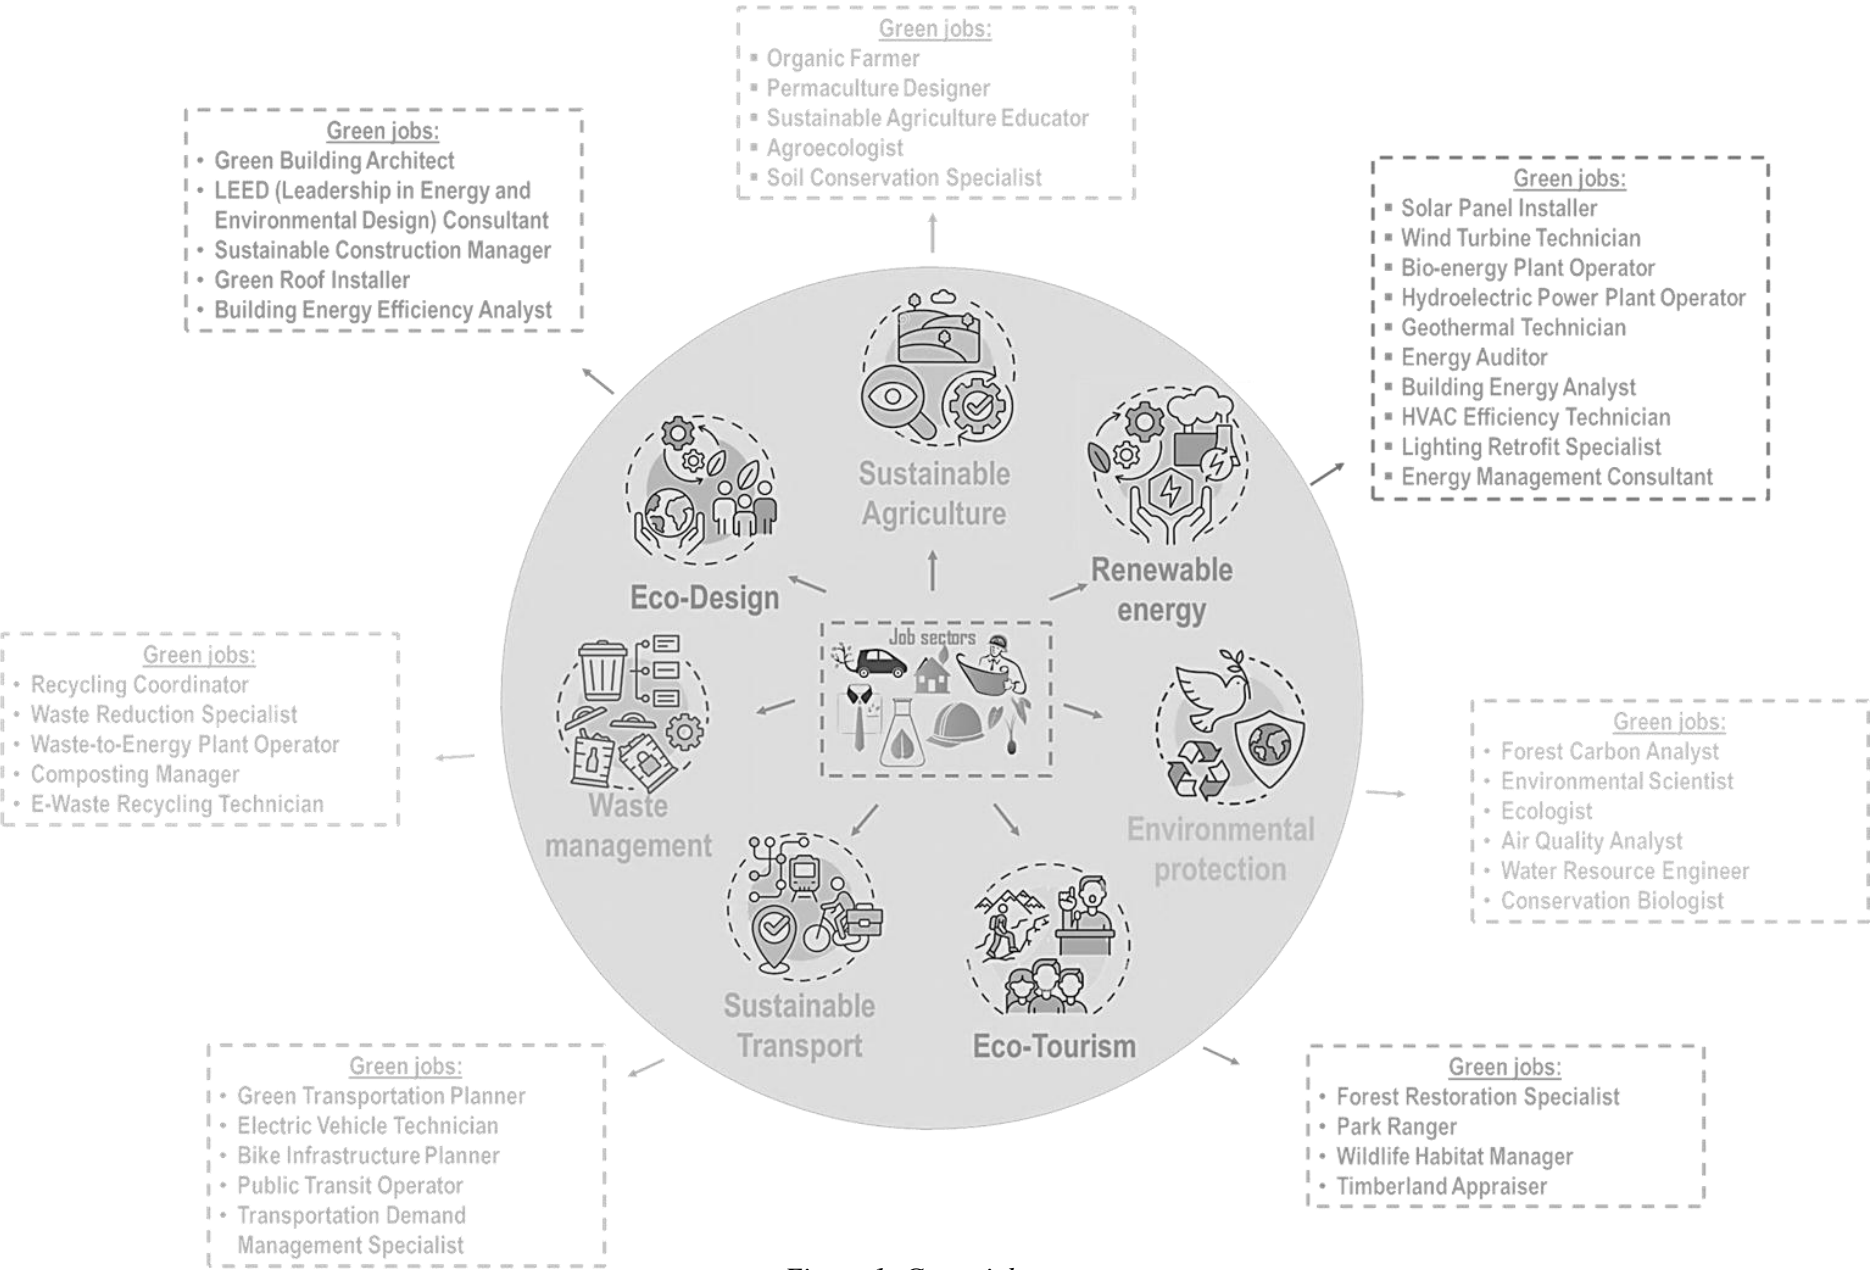 Green jobs:
Organic Farmer
Permaculture Designer
Sustainable Agriculture Educator
Agroecologist
Soil Conservation Specialist
Green jobs:
Green Building Architect
LEED (Leadership in Energy and
Environmental Design) Consultant
Sustainable Construction Manager
Green Roof Installer
Building Energy Efficiency Analyst
Green jobs:
Solar Panel Installer
Wind Turbine Technician
Bio-energy Plant Operator
Hydroelectric Power Plant Operator
Geothermal Technician
Energy Auditor
Building Energy Analyst
HVAC Efficiency Technician
Lighting Retrofit Specialist
Energy Management Consultant
Sustainable
Agriculture
Renewable
energy
Eco-Design
Job sectors
Waste
management
Environmental
protection
Sustainable
Transport
Eco-Tourism
Green jobs:
Recycling Coordinator
Waste Reduction Specialist
Waste-to-Energy Plant Operator
Composting Manager
E-Waste Recycling Technician
Green jobs:
Forest Carbon Analyst
Environmental Scientist
Ecologist
Air Quality Analyst
Water Resource Engineer
Conservation Biologist
Green jobs:
Green Transportation Planner
Electric Vehicle Technician
Bike Infrastructure Planner
Public Transit Operator
Transportation Demand
Management Specialist
Green jobs:
Forest Restoration Specialist
Park Ranger
Wildlife Habitat Manager
Timberland Appraiser